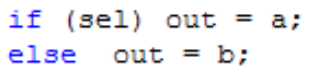 if (sel) out = a;
else  out = b;